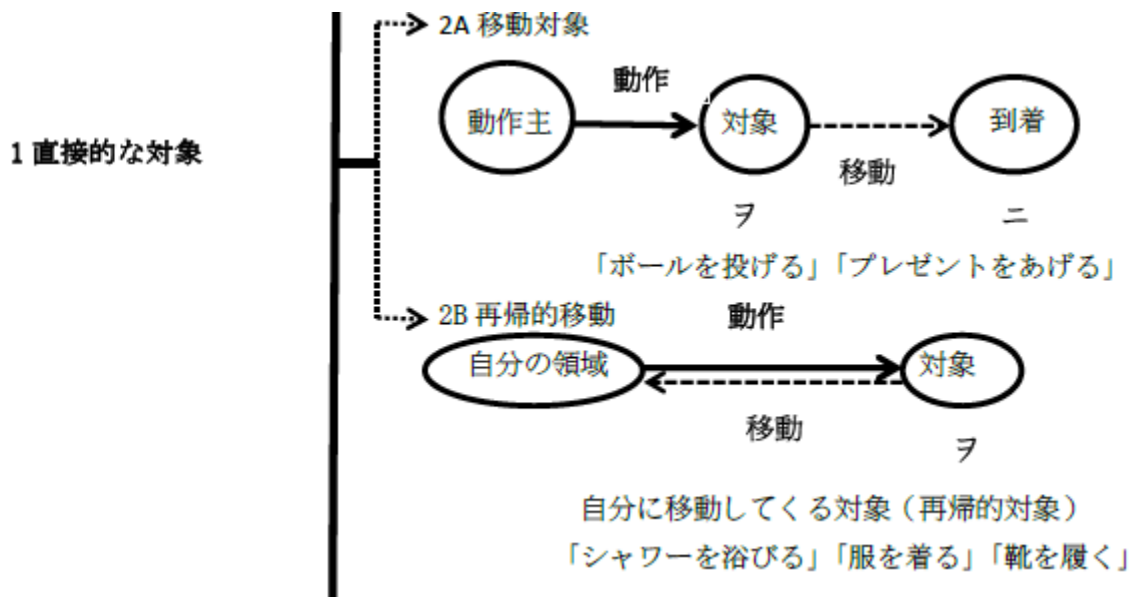 2A 移動対象
動作
動作主
対象
到着
1 直接的な対象
移動
ヲ
ニ
「ボールを投げる」「プレゼントをあげる」
2B 再帰的移動
動作
自分の領域
対象
移動
ヲ
自分に移動してくる対象（再帰的対象）
「シャワーを浴びる」「服を着る」「靴を履く」